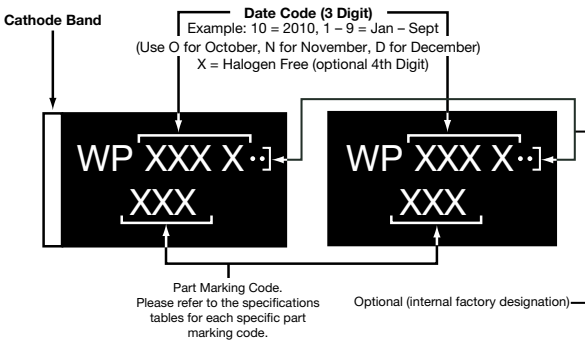 Cathode Band
Date Code (3 Digit)
Example: 10 = 2010, 1 – 9 = Jan – Sept
(Use O for October, N for November, D for December)
X = Halogen Free (optional 4th Digit)
WP XXX X··
XXX
WP XXX X··
XXX
Part Marking Code.
Please refer to the specifications
tables for each specific part
marking code.
Optional (internal factory designation)